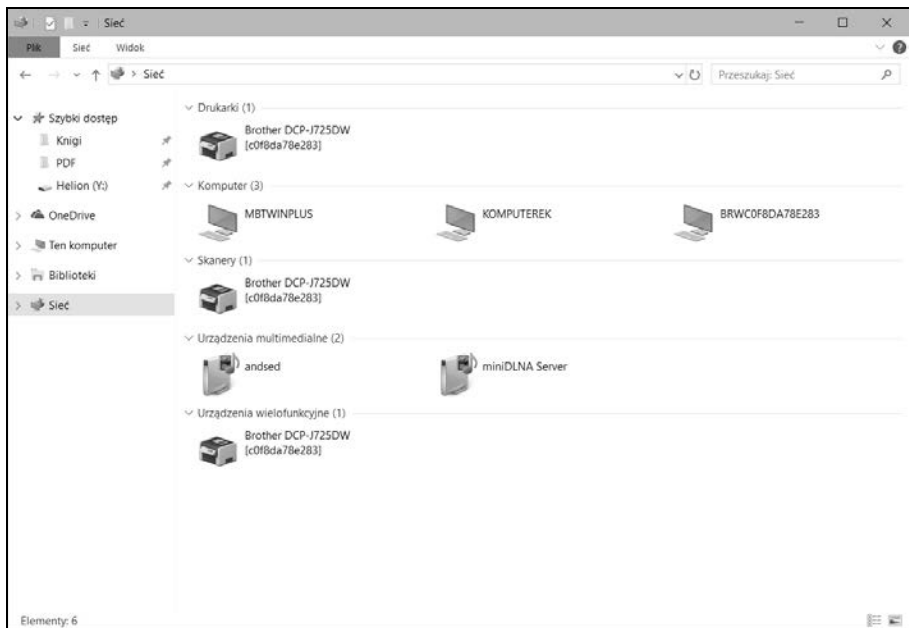 Sieć
Plik Sieć Widok
Sieć Przeszukaj: Sieć
Szybki dostęp
Knigi
PDF
Helion (Y:)
OneDrive
Ten komputer
Biblioteki
Sieć
Drukarki (1)
Brother DCP-J725DW
[c0f8da78e283]
Komputer (3)
MBTWINPLUS KOMPUTEREK BRWC0F8DA78E283
Skanery (1)
Brother DCP-J725DW
[c0f8da78e283]
Urządzenia multimedialne (2)
andsed miniDLNA Server
Urządzenia wielofunkcyjne (1)
Brother DCP-J725DW
[c0f8da78e283]
Elementy: 6